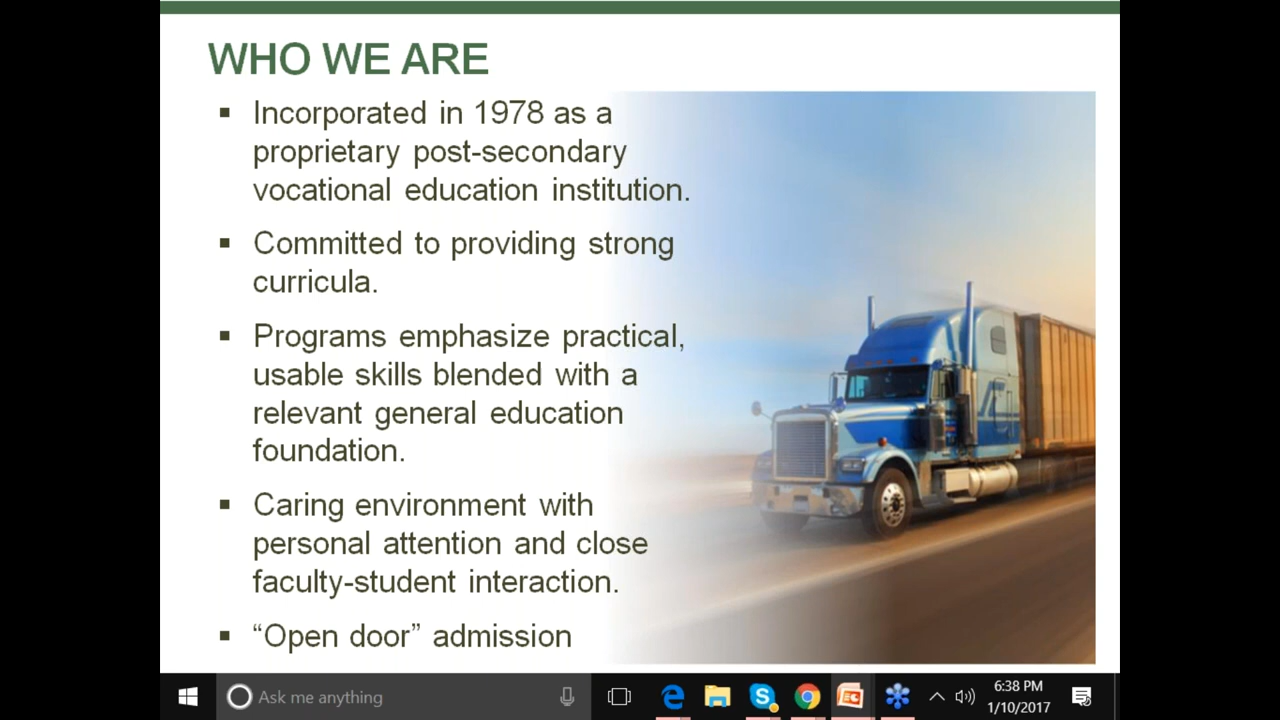 WHO WE ARE
▪ Incorporated in 1978 as a
proprietary post-secondary
vocational education institution.
▪ Committed to providing strong
curricula.
▪ Programs emphasize practical,
usable skills blended with a
relevant general education
foundation.
▪ Caring environment with
personal attention and close
faculty-student interaction.
▪ “Open door” admission
Ask me anything
6:38 PM
1/10/2017